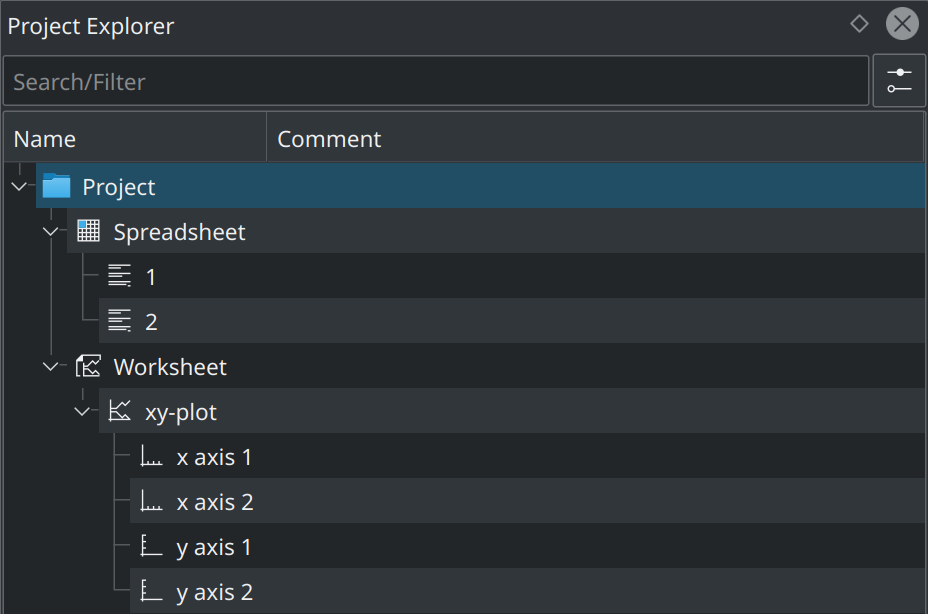 Project Explorer
Search/Filter
Name Comment
Project
Spreadsheet
1
2
Worksheet
xy-plot
x axis 1
x axis 2
y axis 1
y axis 2